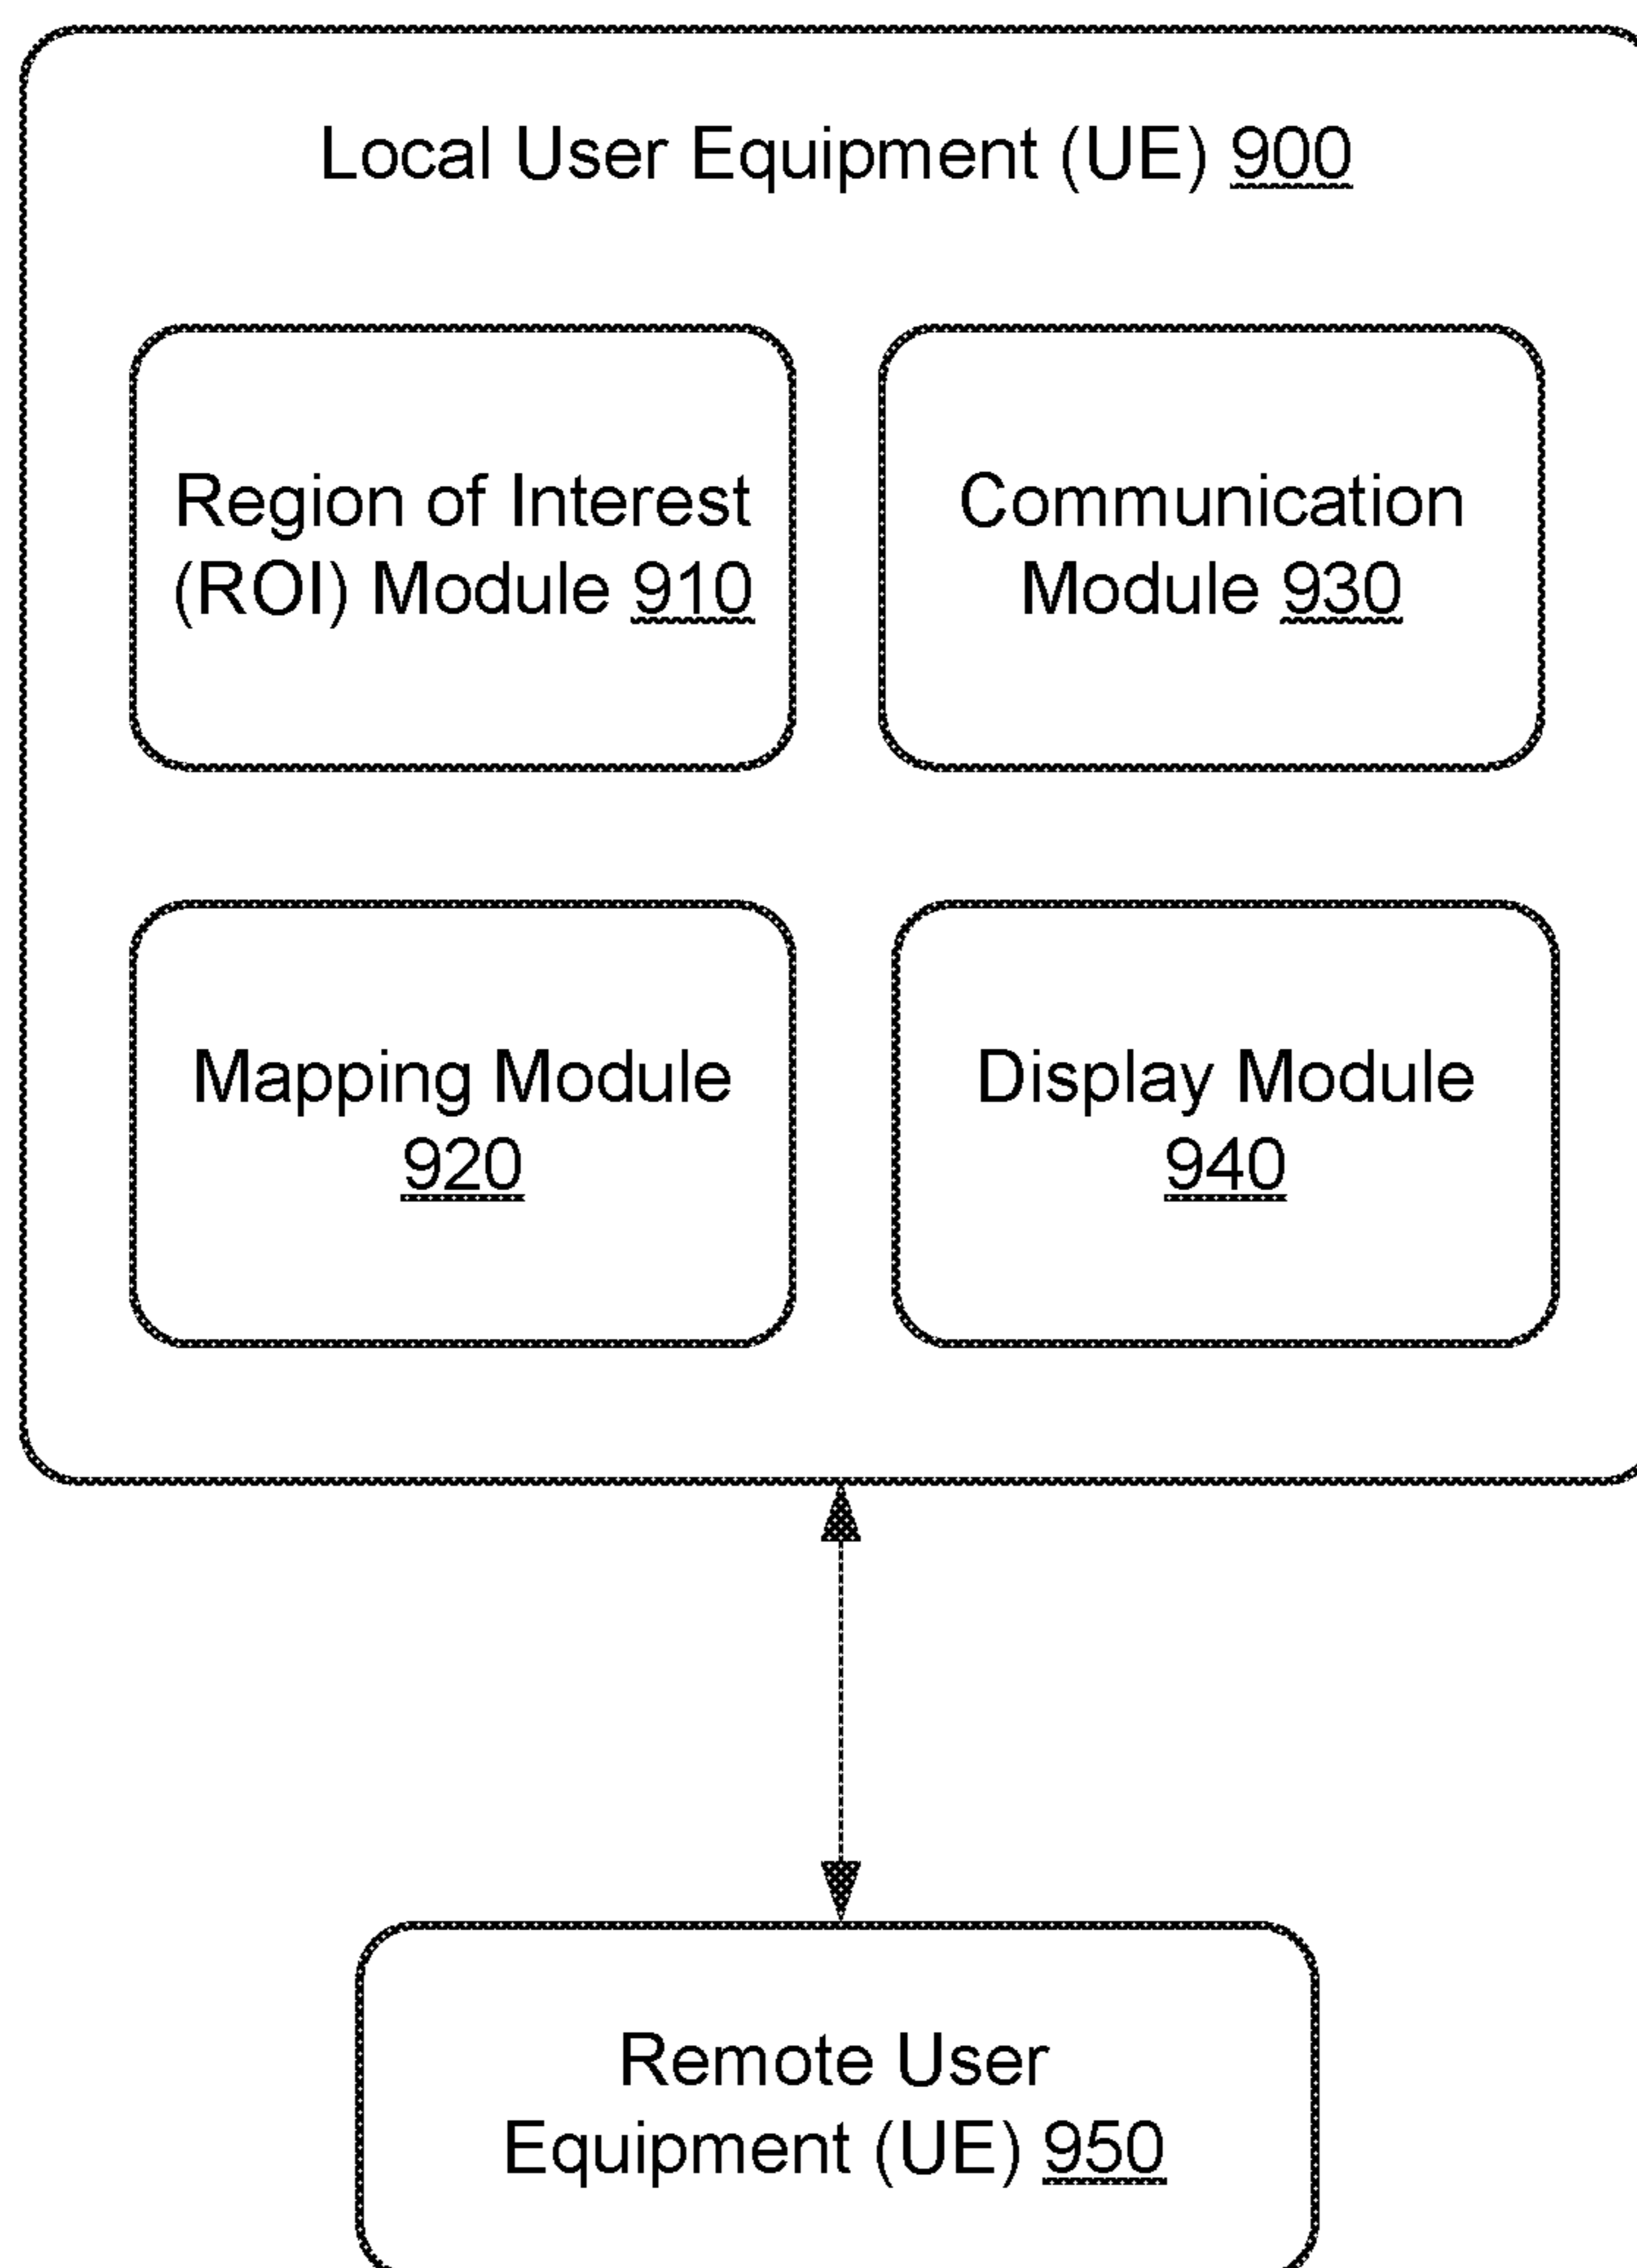 Local User Equipment (UE) 900
Region of Interest
(ROI) Module 910
Communication
Module 930
Mapping Module
920
Display Module
940
Remote User
Equipment (UE) 950